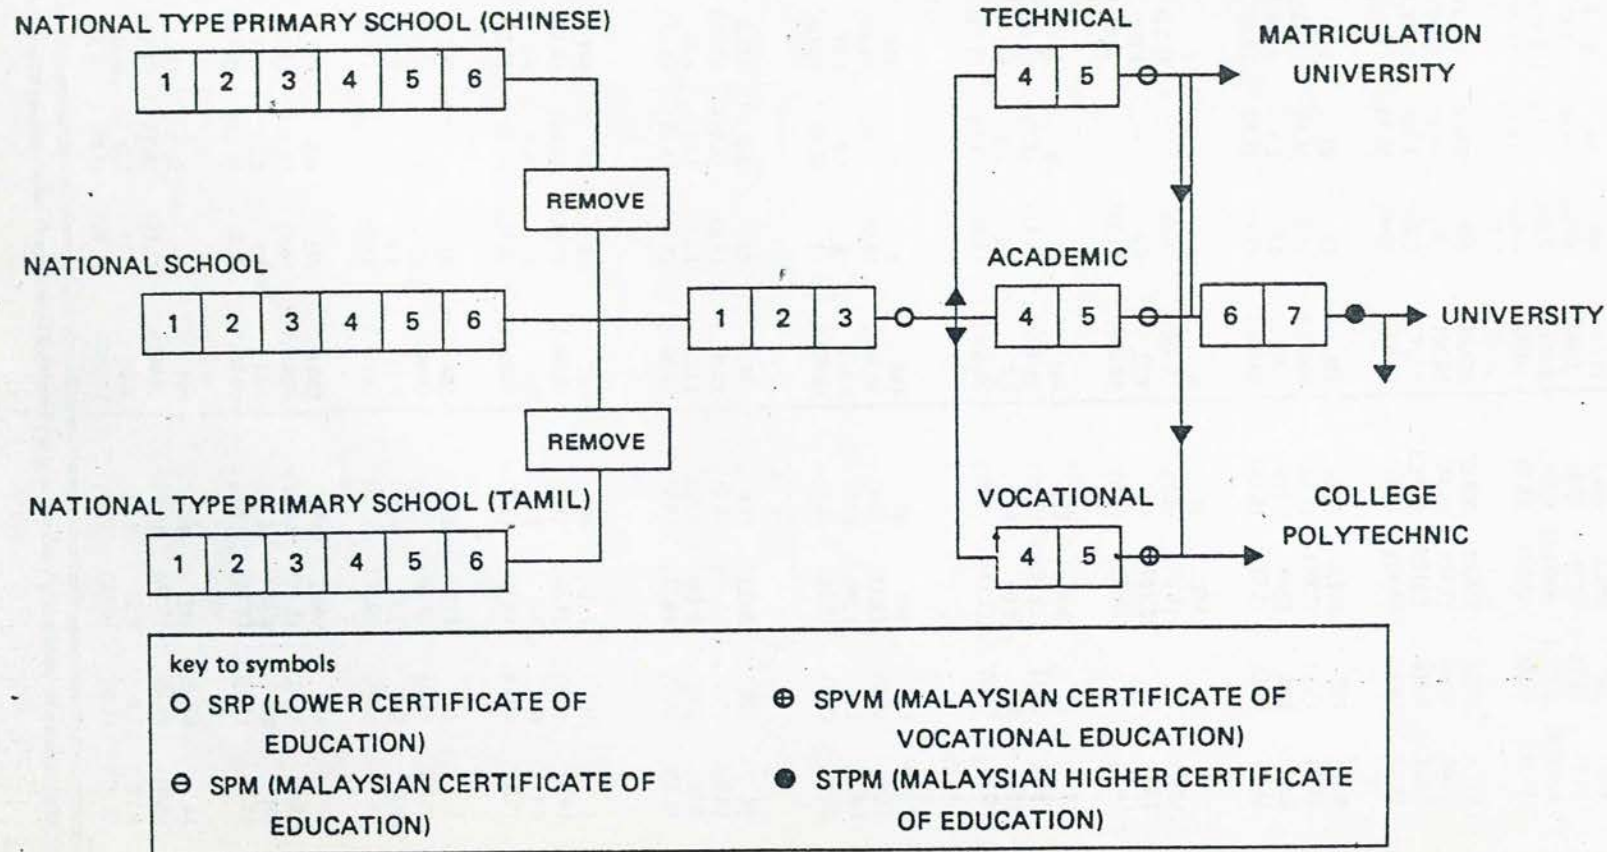 NATIONAL TYPE PRIMARY SCHOOL (CHINESE)
1 2 3 4 5 6
REMOVE
NATIONAL SCHOOL
1 2 3 4 5 6
REMOVE
NATIONAL TYPE PRIMARY SCHOOL (TAMIL)
1 2 3 4 5 6
1 2 3
TECHNICAL
4 5
MATRICULATION
UNIVERSITY
ACADEMIC
4 5
6 7
UNIVERSITY
VOCATIONAL
4 5
COLLEGE
POLYTECHNIC
key to symbols
SRP (LOWER CERTIFICATE OF
EDUCATION)
SPM (MALAYSIAN CERTIFICATE OF
EDUCATION)
SPVM (MALAYSIAN CERTIFICATE OF
VOCATIONAL EDUCATION)
STPM (MALAYSIAN HIGHER CERTIFICATE
OF EDUCATION)